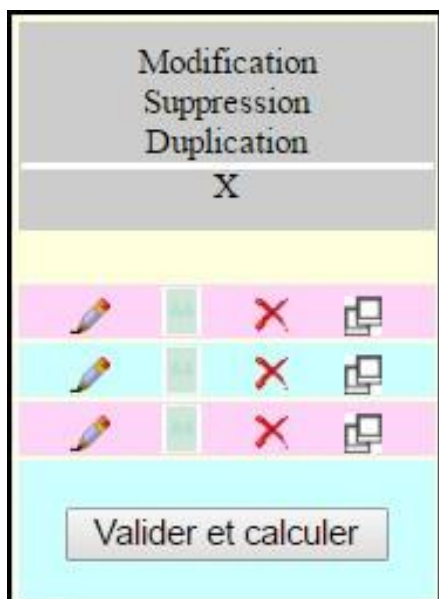 Modification
Suppression
Duplication
X
Valider et calculer